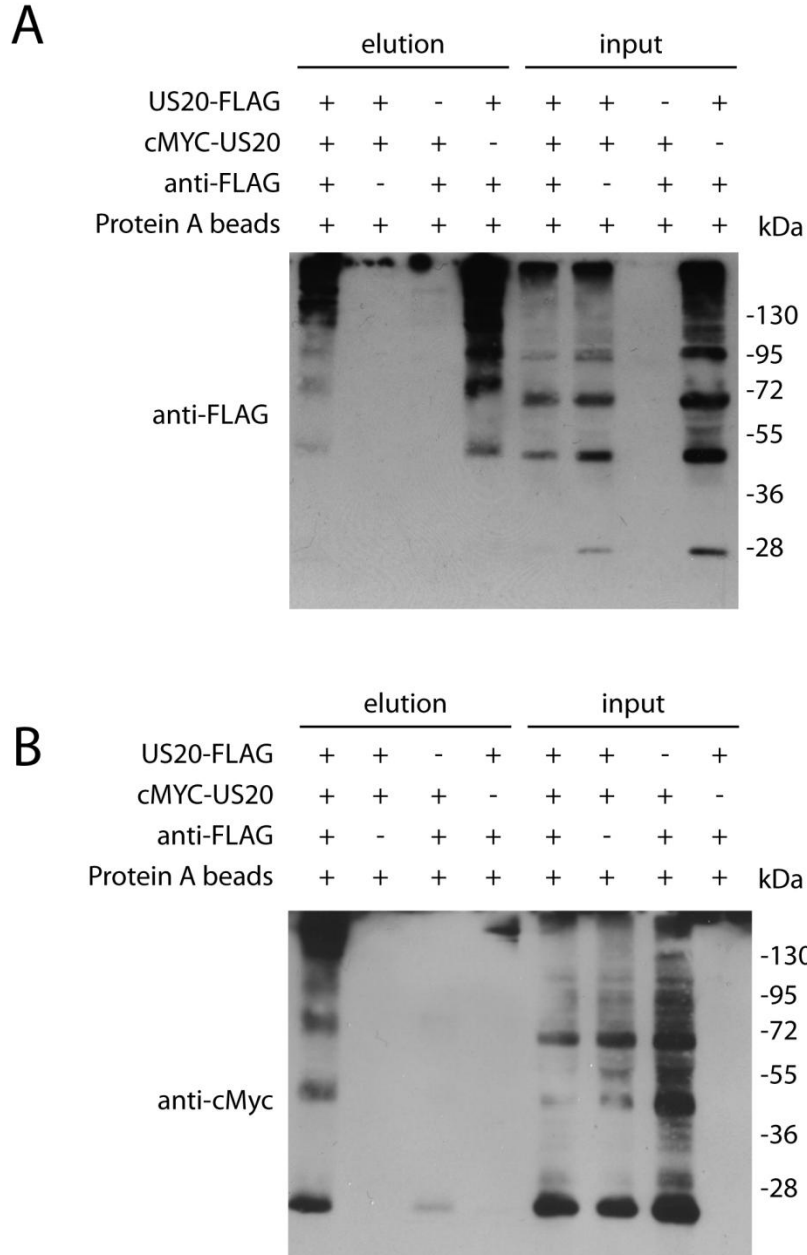 A
elution input
US20-FLAG + + - + + + - +
cMYC-US20 + + + - + + + -
anti-FLAG + - + + + - + +
Protein A beads + + + + + + + + kDa
-130
-95
-72
anti-FLAG
-55
-36
-28
elution input
B
US20-FLAG + + - + + + - +
cMYC-US20 + + + - + + + -
anti-FLAG + - + + + - + +
Protein A beads + + + + + + + + kDa
-130
-95
-72
-55
anti-cMyc
-36
-28